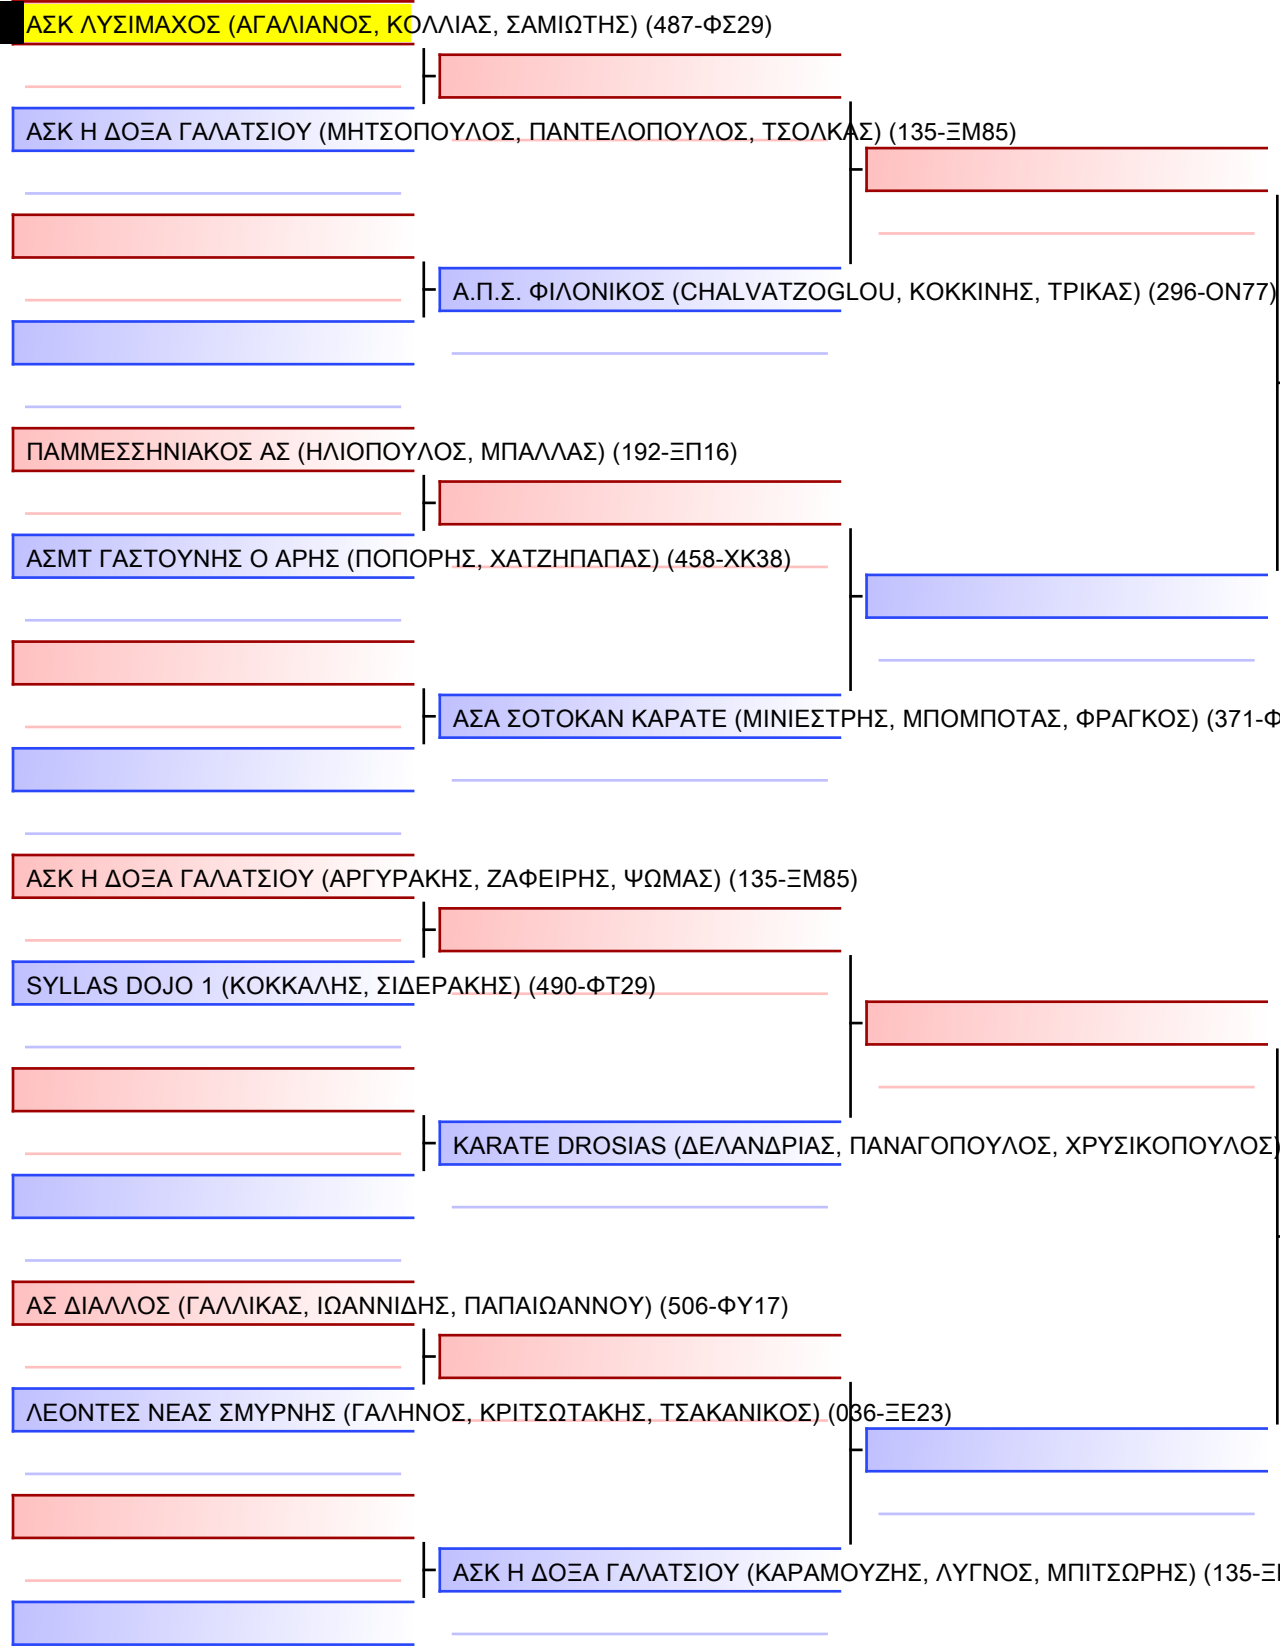 ΑΣΚ ΛΥΣΙΜΑΧΟΣ (ΑΓΑΛΙΑΝΟΣ, ΚΟΛΛΙΑΣ, ΣΑΜΙΩΤΗΣ) (487-ΦΣ29)
ΑΣΚ Η ΔΟΞΑ ΓΑΛΑΤΣΙΟΥ (ΜΗΤΣΟΠΟΥΛΟΣ, ΠΑΝΤΕΛΟΠΟΥΛΟΣ, ΤΣΟΛΚΑΣ) (135-ΞΜ85)
Α.Π.Σ. ΦΙΛΟΝΙΚΟΣ (CHALVATZOGLOU, ΚΟΚΚΙΝΗΣ, ΤΡΙΚΑΣ) (296-ΟΝ77)
ΠΑΜΜΕΣΣΗΝΙΑΚΟΣ ΑΣ (ΗΛΙΟΠΟΥΛΟΣ, ΜΠΑΛΛΑΣ) (192-ΞΠ16)
ΑΣΜΤ ΓΑΣΤΟΥΝΗΣ Ο ΑΡΗΣ (ΠΟΠΟΡΗΣ, ΧΑΤΖΗΠΑΠΑΣ) (458-ΧΚ38)
ΑΣΑ ΣΟΤΟΚΑΝ ΚΑΡΑΤΕ (ΜΙΝΙΕΣΤΡΗΣ, ΜΠΟΜΠΟΤΑΣ, ΦΡΑΓΚΟΣ) (371-Φ
ΑΣΚ Η ΔΟΞΑ ΓΑΛΑΤΣΙΟΥ (ΑΡΓΥΡΑΚΗΣ, ΖΑΦΕΙΡΗΣ, ΨΩΜΑΣ) (135-ΞΜ85)
SYLLAS DOJO 1 (ΚΟΚΚΑΛΗΣ, ΣΙΔΕΡΑΚΗΣ) (490-ΦΤ29)
KARATE DROSIAS (ΔΕΛΑΝΔΡΙΑΣ, ΠΑΝΑΓΟΠΟΥΛΟΣ, ΧΡΥΣΙΚΟΠΟΥΛΟΣ)
ΑΣ ΔΙΑΛΛΟΣ (ΓΑΛΛΙΚΑΣ, ΙΩΑΝΝΙΔΗΣ, ΠΑΠΑΙΩΑΝΝΟΥ) (506-ΦΥ17)
ΛΕΟΝΤΕΣ ΝΕΑΣ ΣΜΥΡΝΗΣ (ΓΑΛΗΝΟΣ, ΚΡΙΤΣΩΤΑΚΗΣ, ΤΣΑΚΑΝΙΚΟΣ) (036-ΞΕ23)
ΑΣΚ Η ΔΟΞΑ ΓΑΛΑΤΣΙΟΥ (ΚΑΡΑΜΟΥΖΗΣ, ΛΥΓΝΟΣ, ΜΠΙΤΣΩΡΗΣ) (135-Ξ